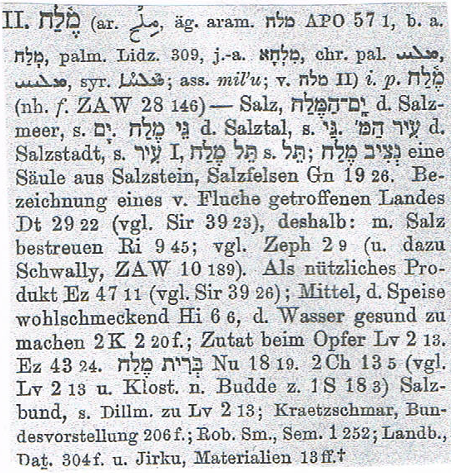 II. מֶ֫לַח (ar. مِلْح, äg. aram. מלח APO 57 1, b. a.
מְלַח, palm. Lidz. 309, j.-a. מִלְחָא, chr. pal.
syr. ; ass. mil'u; v. מלח II) i. p. מֶ֫לַח
(nh. f. ZAW 28 146) — Salz, יָם־הַמֶּלַח d. Salz-
meer, s. יָם. גֵּי מֶלַח d. Salztal, s. גַּי. עִיר הַמּ׳ d.
Salzstadt, s. עִיר I, תֵּל מֶלַח s. תֵּל; נְצִיב מֶלַח eine
Säule aus Salzstein, Salzfelsen Gn 19 26. Be-
zeichnung eines v. Fluche getroffenen Landes
Dt 29 22 (vgl. Sir 39 23), deshalb: m. Salz
bestreuen Ri 9 45; vgl. Zeph 2 9 (u. dazu
Schwally, ZAW 10 189). Als nützliches Pro-
dukt Ez 47 11 (vgl. Sir 39 26); Mittel, d. Speise
wohlschmeckend Hi 6 6, d. Wasser gesund zu
machen 2 K 2 20 f.; Zutat beim Opfer Lv 2 13.
Ez 43 24. בְּרִית מֶלַח Nu 18 19. 2 Ch 13 5 (vgl.
Lv 2 13 u. Klost. n. Budde z. 1 S 18 3) Salz-
bund, s. Dillm. zu Lv 2 13; Kraetzschmar, Bun-
desvorstellung 206 f.; Rob. Sm., Sem. I 252; Landb.,
Dat. 304 f. u. Jirku, Materialien 13 ff.†